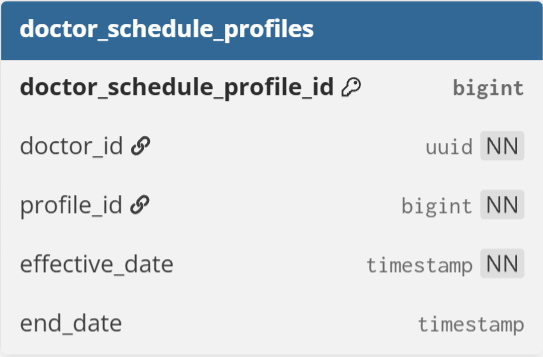 doctor_schedule_profiles
doctor_schedule_profile_id bigint
doctor_id uuid NN
profile_id bigint NN
effective_date timestamp NN
end_date timestamp